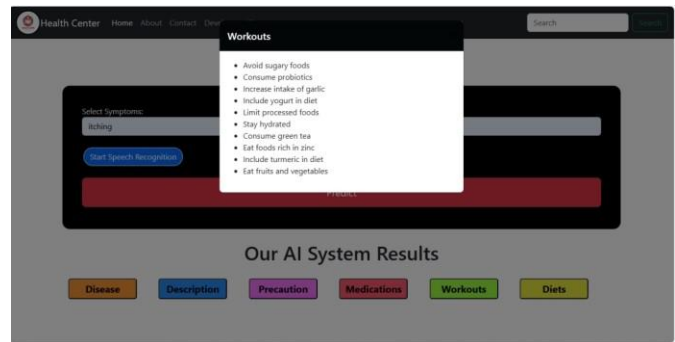 Health Center Home About Contact
Search
Workouts
Avoid sugary foods
Consume probiotics
Increase intake of garlic
Include yogurt in diet
Limit processed foods
Stay hydrated
Consume green tea
Eat foods rich in zinc
Include turmeric in diet
Eat fruits and vegetables
Select Symptoms:
itching
Start Speech Recognition
Predict
Our AI System Results
Disease Description Precaution Medications Workouts Diets